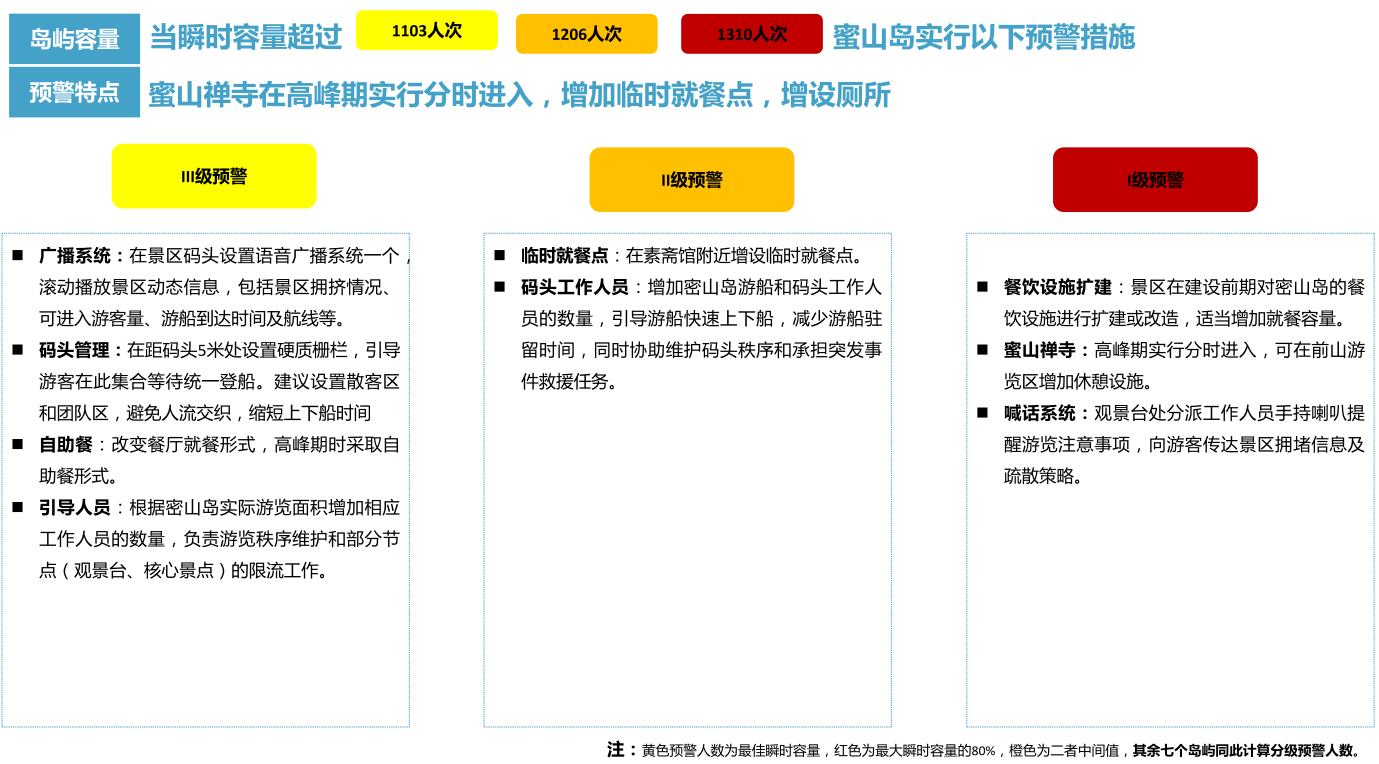 岛屿容量 当瞬时容量超过 1103人次 1206人次 1310人次 蜜山岛实行以下预警措施
预警特点 蜜山禅寺在高峰期实行分时进入，增加临时就餐点，增设厕所
III级预警
■ 广播系统：在景区码头设置语音广播系统一个，
滚动播放景区动态信息，包括景区拥挤情况、
可进入游客量、游船到达时间及航线等。
■ 码头管理：在距码头5米处设置硬质栅栏，引导
游客在此集合等待统一登船。建议设置散客区
和团队区，避免人流交织，缩短上下船时间
■ 自助餐：改变餐厅就餐形式，高峰期时采取自
助餐形式。
■ 引导人员：根据密山岛实际游览面积增加相应
工作人员的数量，负责游览秩序维护和部分节
点（观景台、核心景点）的限流工作。
II级预警
■ 临时就餐点：在素斋馆附近增设临时就餐点。
■ 码头工作人员：增加密山岛游船和码头工作人
员的数量，引导游船快速上下船，减少游船驻
留时间，同时协助维护码头秩序和承担突发事
件救援任务。
I级预警
■ 餐饮设施扩建：景区在建设前期对密山岛的餐
饮设施进行扩建或改造，适当增加就餐容量。
■ 蜜山禅寺：高峰期实行分时进入，可在前山游
览区增加休憩设施。
■ 喊话系统：观景台处分派工作人员手持喇叭提
醒游览注意事项，向游客传达景区拥堵信息及
疏散策略。
注：黄色预警人数为最佳瞬时容量，红色为最大瞬时容量的80%，橙色为二者中间值，其余七个岛屿同此计算分级预警人数。